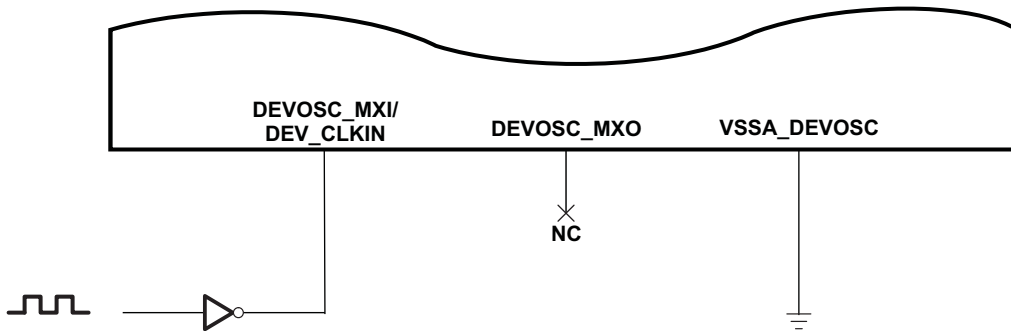 DEVOSC_MXI/
DEV_CLKIN
DEVOSC_MXO
VSSA_DEVOSC
NC